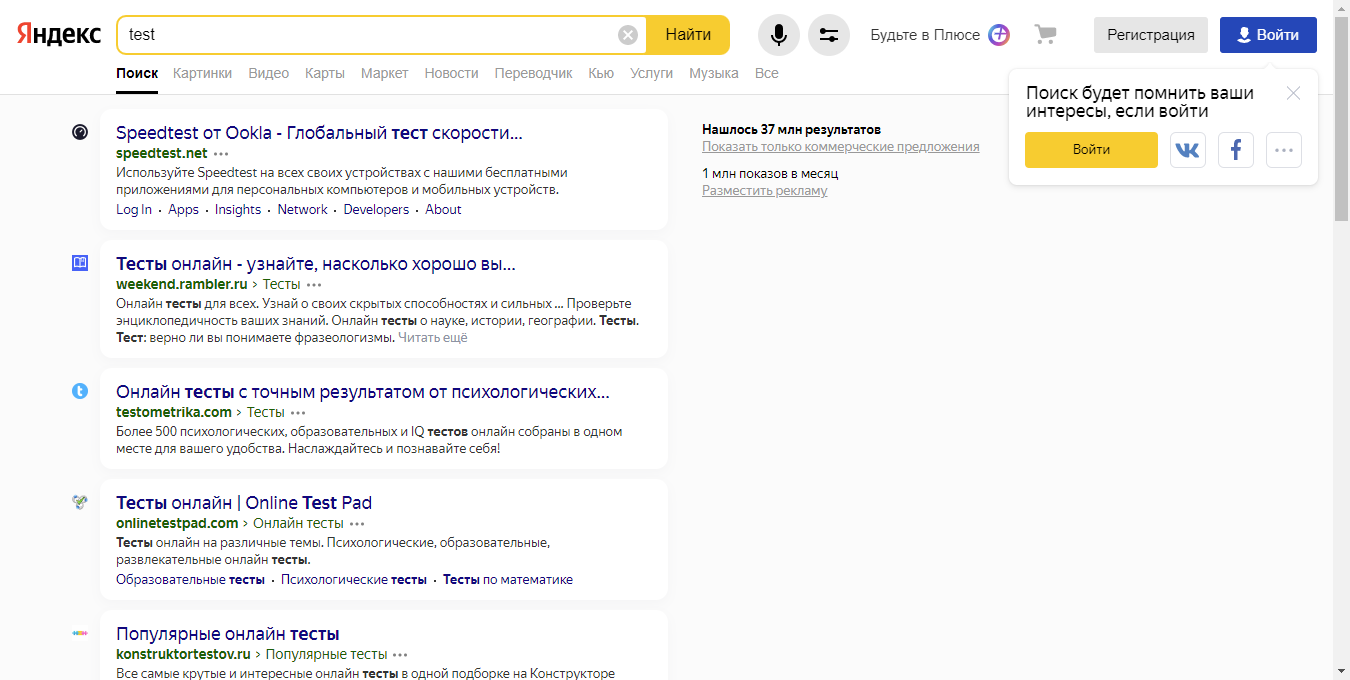 Яндекс
test
Найти
Будьте в Плюсе
Регистрация
Войти
Поиск Картинки Видео Карты Маркет Новости Переводчик Кью Услуги Музыка Все
Поиск будет помнить ваши
интересы, если войти
Войти
Speedtest от Ookla - Глобальный тест скорости...
speedtest.net
Используйте Speedtest на всех своих устройствах с нашими бесплатными
приложениями для персональных компьютеров и мобильных устройств.
Log In · Apps · Insights · Network · Developers · About
Тесты онлайн - узнайте, насколько хорошо вы...
weekend.rambler.ru › Тесты
Онлайн тесты для всех. Узнай о своих скрытых способностях и сильных ... Проверьте
энциклопедичность ваших знаний. Онлайн тесты о науке, истории, географии. Тесты.
Тест: верно ли вы понимаете фразеологизмы. Читать ещё
Онлайн тесты с точным результатом от психологических...
testometrika.com › Тесты
Более 500 психологических, образовательных и IQ тестов онлайн собраны в одном
месте для вашего удобства. Наслаждайтесь и познавайте себя!
Тесты онлайн | Online Test Pad
onlinetestpad.com › Онлайн тесты
Тесты онлайн на различные темы. Психологические, образовательные,
развлекательные онлайн тесты.
Образовательные тесты · Психологические тесты · Тесты по математике
Популярные онлайн тесты
konstruktortestov.ru › Популярные тесты
Все самые крутые и интересные онлайн тесты в одной подборке на Конструкторе
Нашлось 37 млн результатов
Показать только коммерческие предложения
1 млн показов в месяц
Разместить рекламу